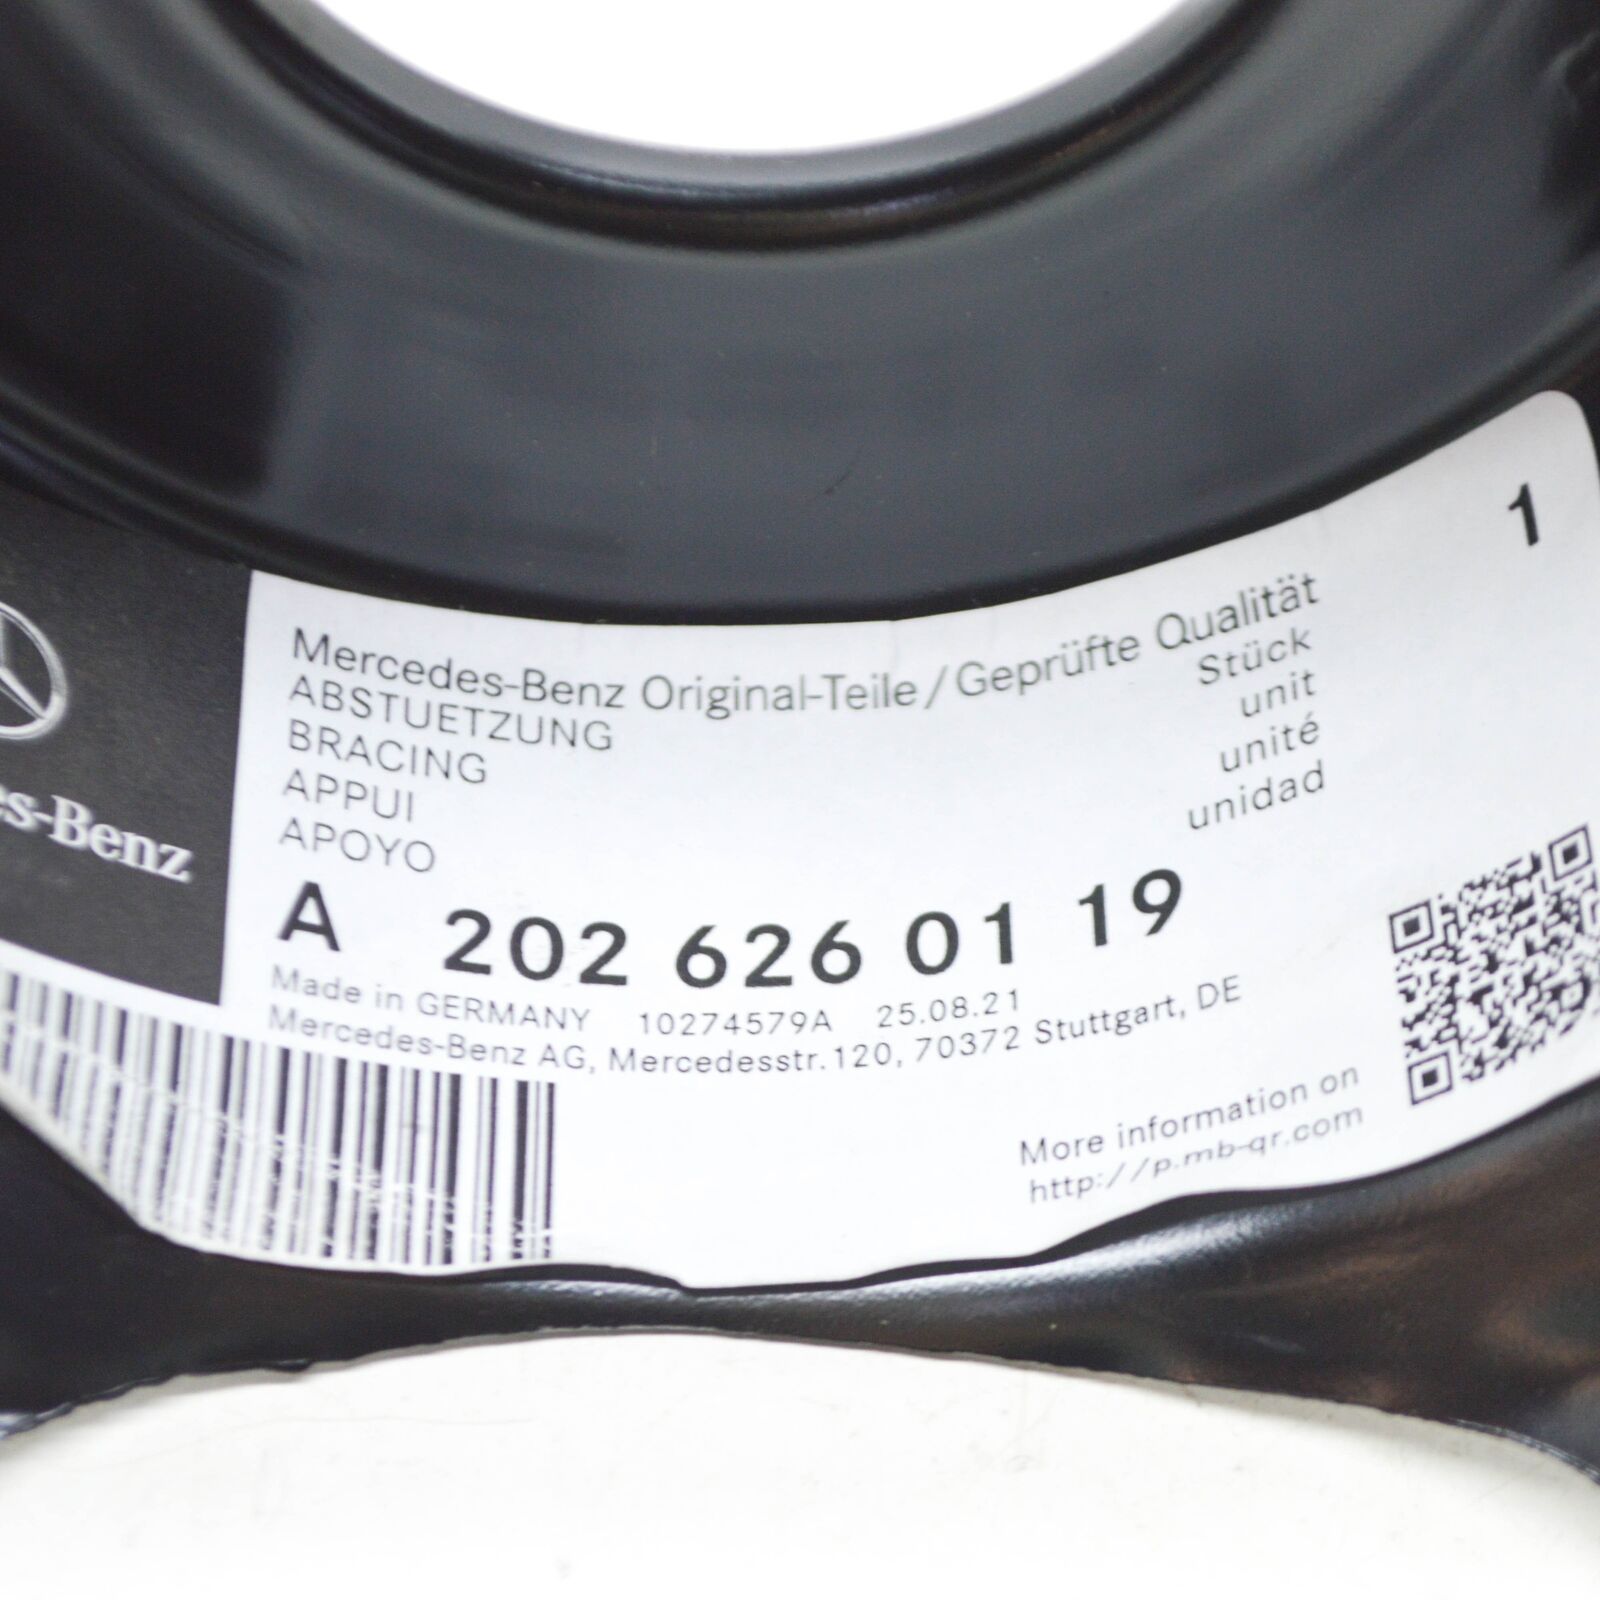 es-Benz
1
Mercedes-Benz Original-Teile/Geprüfte Qualität
ABSTUETZUNG Stück
BRACING unit
APPUI unité
APOYO unidad
A 202 626 01 19
Made in GERMANY 10274579A 25.08.21
Mercedes-Benz AG, Mercedesstr.120, 70372 Stuttgart, DE
More information on
http://p.mb-qr.com